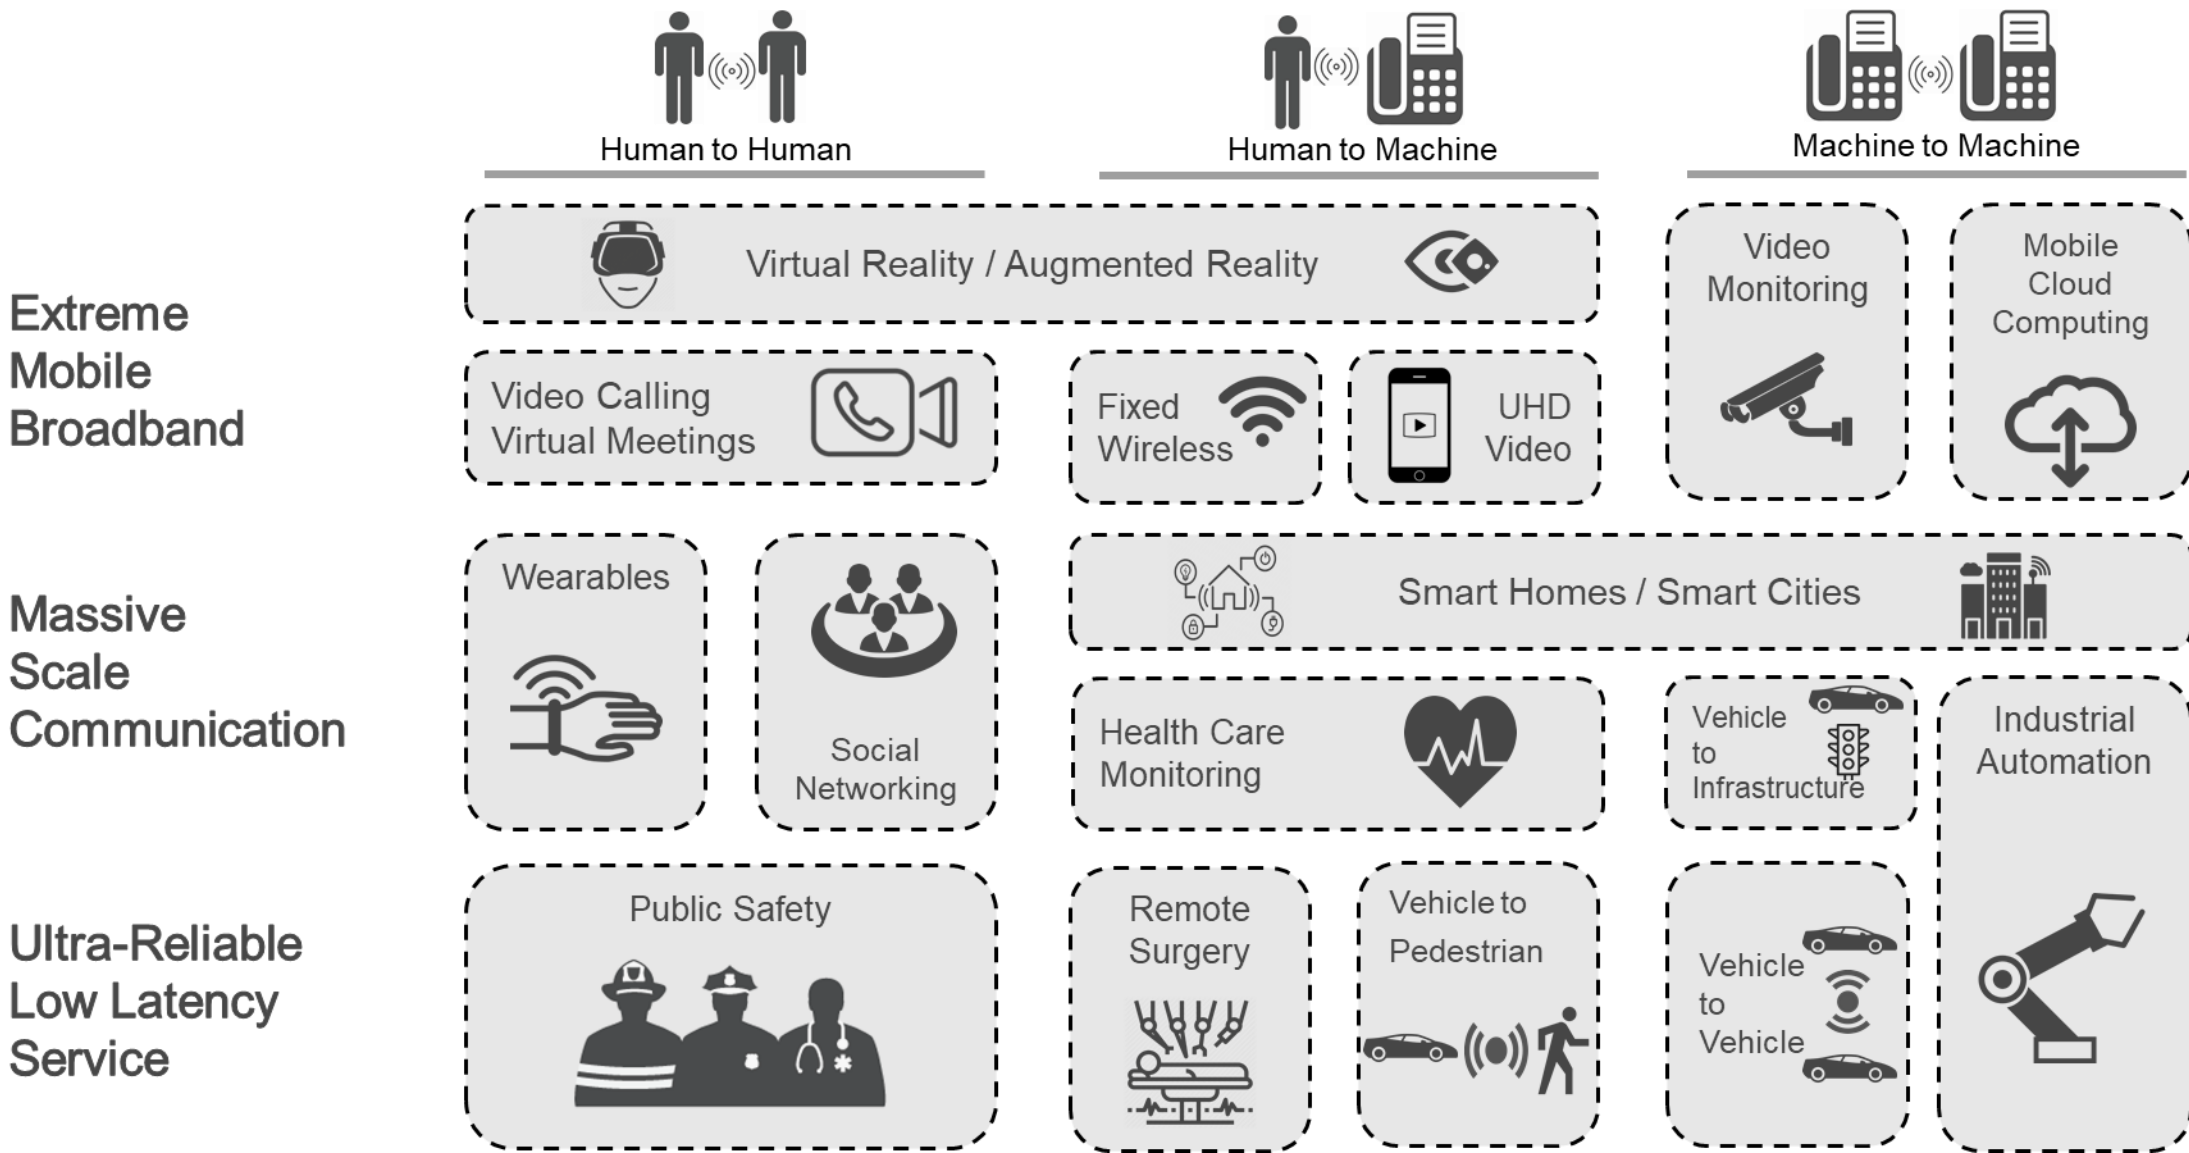 Human to Human
Human to Machine
Machine to Machine
Extreme
Mobile
Broadband
Virtual Reality / Augmented Reality
Video
Monitoring
Mobile
Cloud
Computing
Video Calling
Virtual Meetings
Fixed
Wireless
UHD
Video
Massive
Scale
Communication
Wearables
Social
Networking
Smart Homes / Smart Cities
Health Care
Monitoring
Vehicle
to
Infrastructure
Industrial
Automation
Ultra-Reliable
Low Latency
Service
Public Safety
Remote
Surgery
Vehicle to
Pedestrian
Vehicle
to
Vehicle